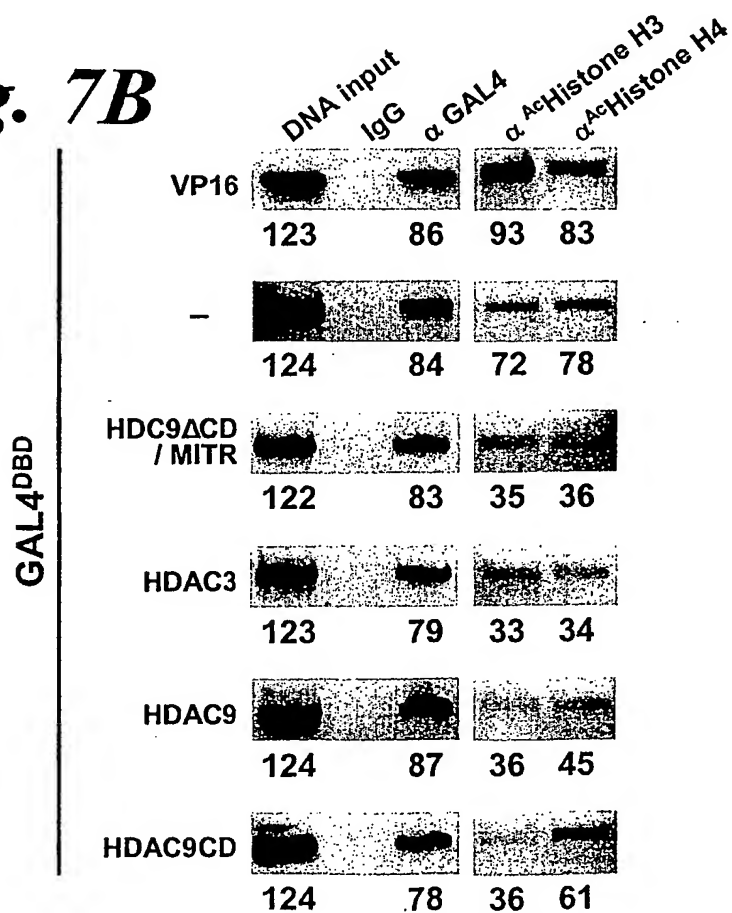 g. 7B
DNA input
IgG
α GAL4
α AcHistone H3
αAcHistone H4
GAL4DBD
VP16
123 86 93 83
–
124 84 72 78
HDC9ΔCD
/ MITR
122 83 35 36
HDAC3
123 79 33 34
HDAC9
124 87 36 45
HDAC9CD
124 .78 36 61